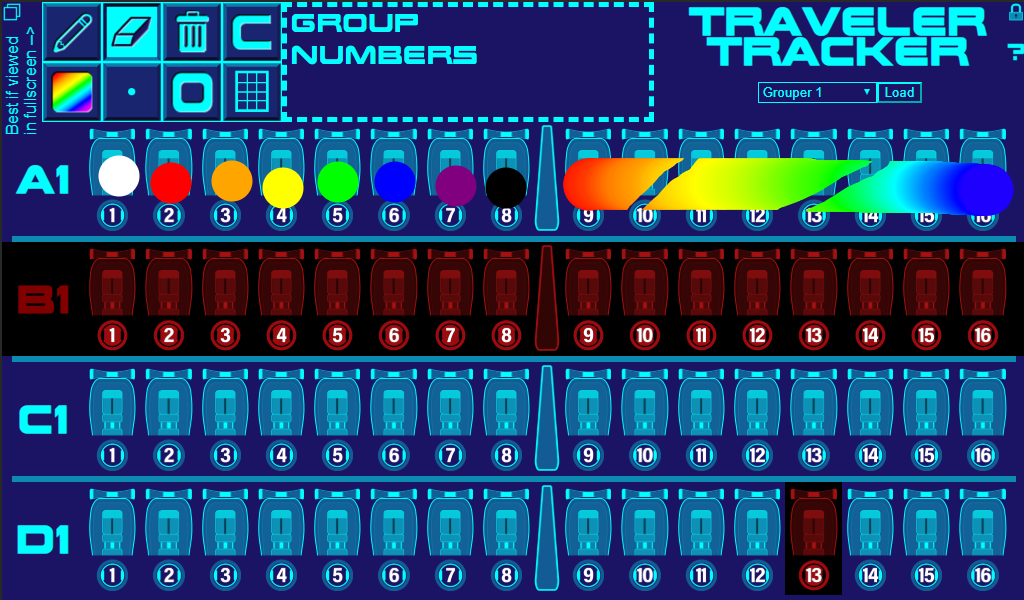 Best if viewed
in fullscreen -->
GROUP
NUMBERS
TRAVELER
TRACKER
?
Grouper 1
Load
A1
1 2 3 4 5 6 7 8 9 10 11 12 13 14 15 16
B1
1 2 3 4 5 6 7 8 9 10 11 12 13 14 15 16
C1
1 2 3 4 5 6 7 8 9 10 11 12 13 14 15 16
D1
1 2 3 4 5 6 7 8 9 10 11 12 13 14 15 16